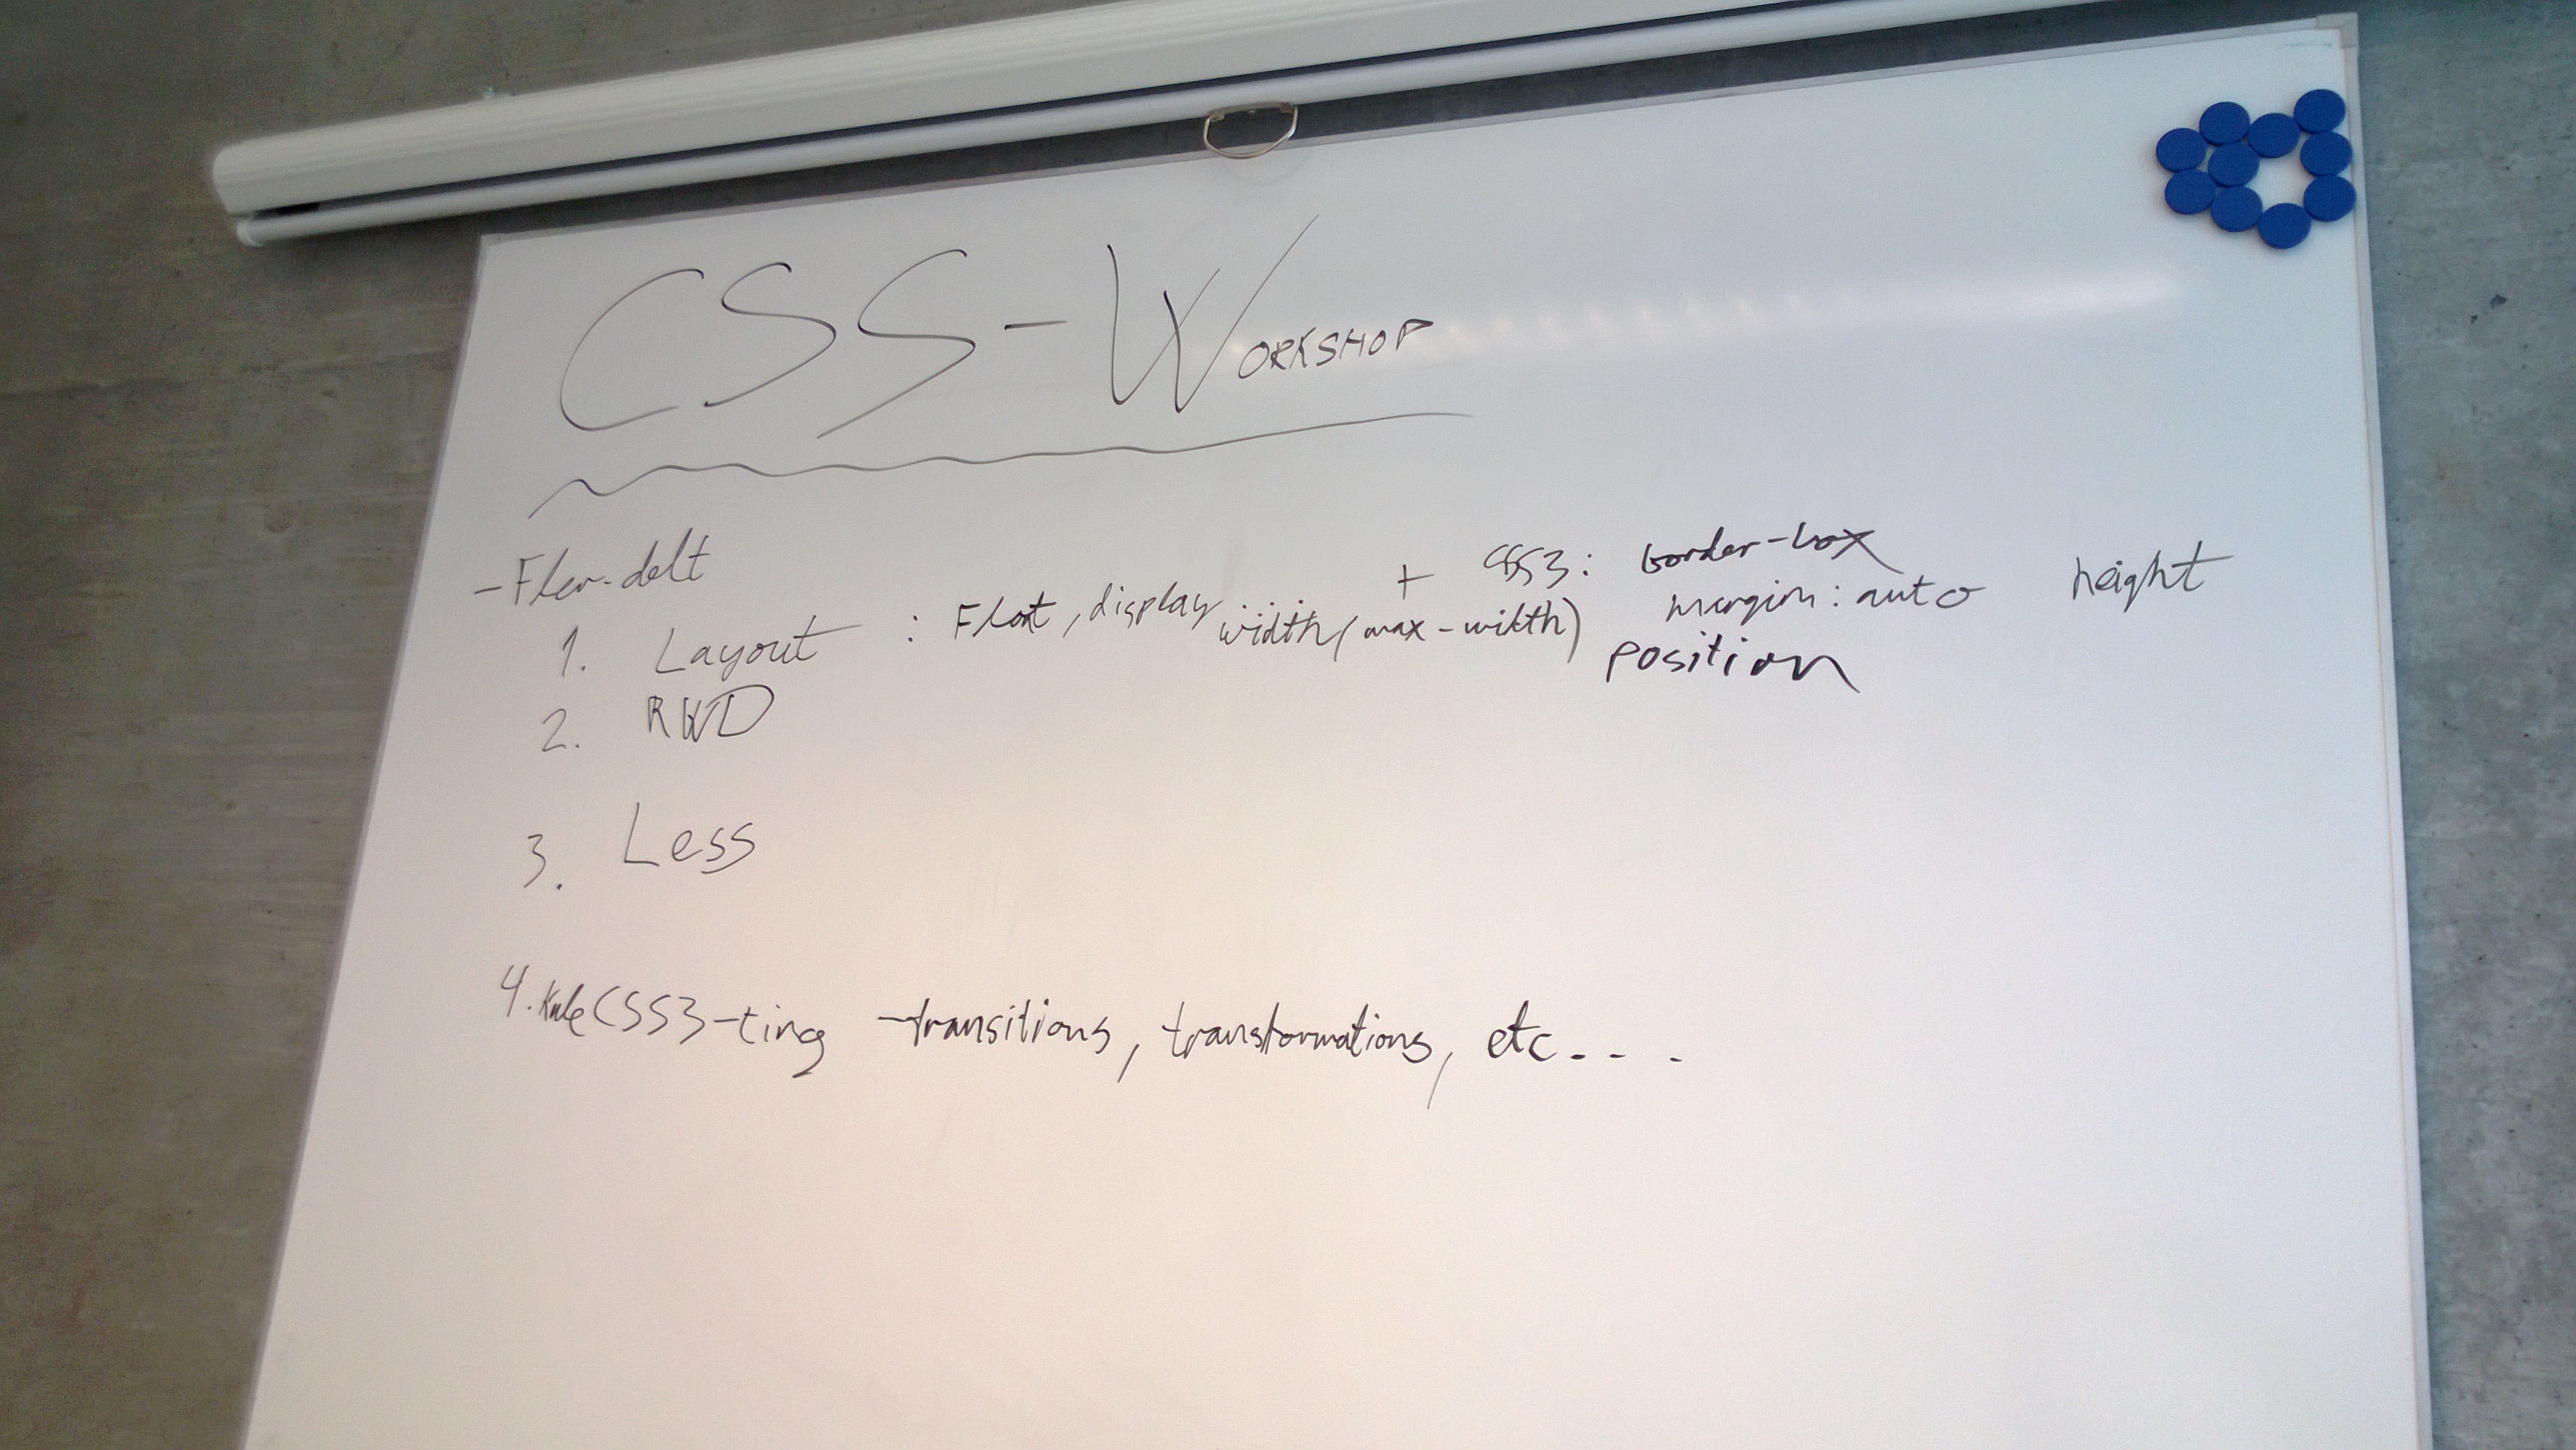 CSS-WORKSHOP
-Fler-delt
1. Layout : Float, display width (max-width) + CSS3: border-box margin: auto position height
2. RWD
3. Less
4. Kule CSS3-ting - transitions, transformations, etc...